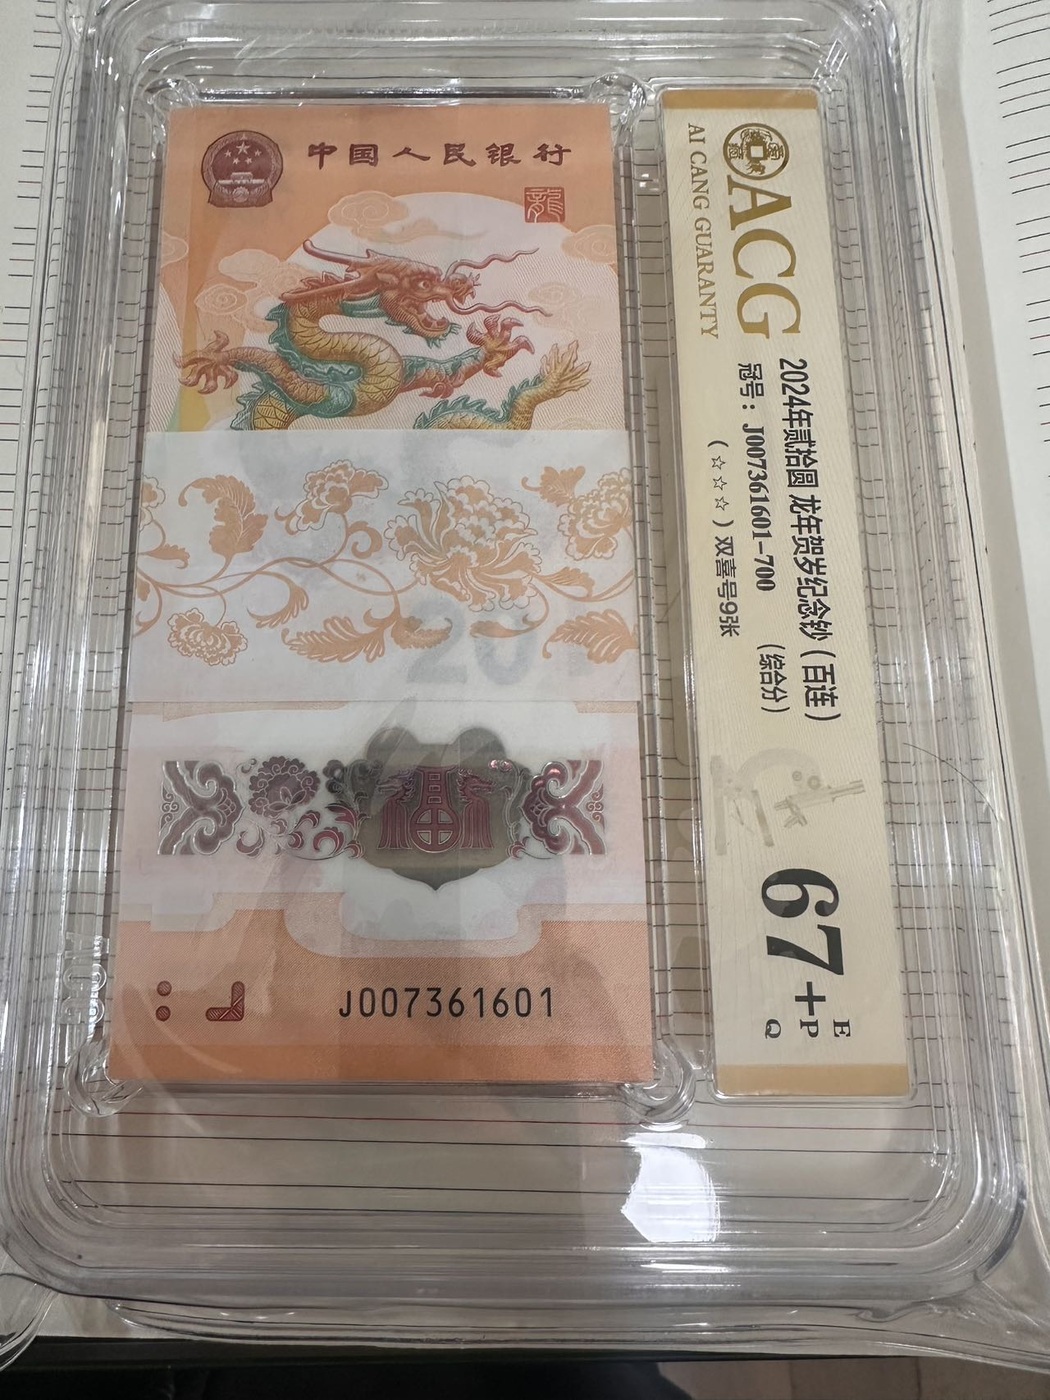 中国人民银行
龍
20
J007361601
ACG
AI CANG GUARANTY
2024年贰拾圆 龙年贺岁纪念钞（百连）
冠号：J007361601-700 （综合分）
（☆☆☆）双喜号9张
67+
E
P
Q